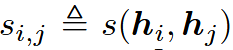 s_{i,j} ≜ s(h_i, h_j)